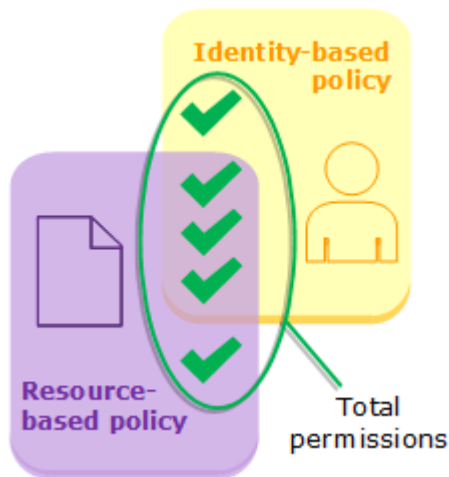 Identity-based
policy
Resource-
based policy
Total
permissions